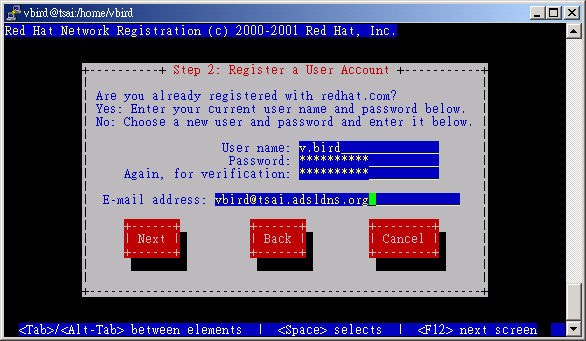 vbird@tsai:/home/vbird
Red Hat Network Registration (c) 2000-2001 Red Hat, Inc.
Step 2: Register a User Account
Are you already registered with redhat.com?
Yes: Enter your current user name and password below.
No: Choose a new user and password and enter it below.
User name: v.bird
Password: **********
Again, for verification: **********
E-mail address: vbird@tsai.adsldns.org
Next Back Cancel
<Tab>/<Alt-Tab> between elements | <Space> selects | <F12> next screen